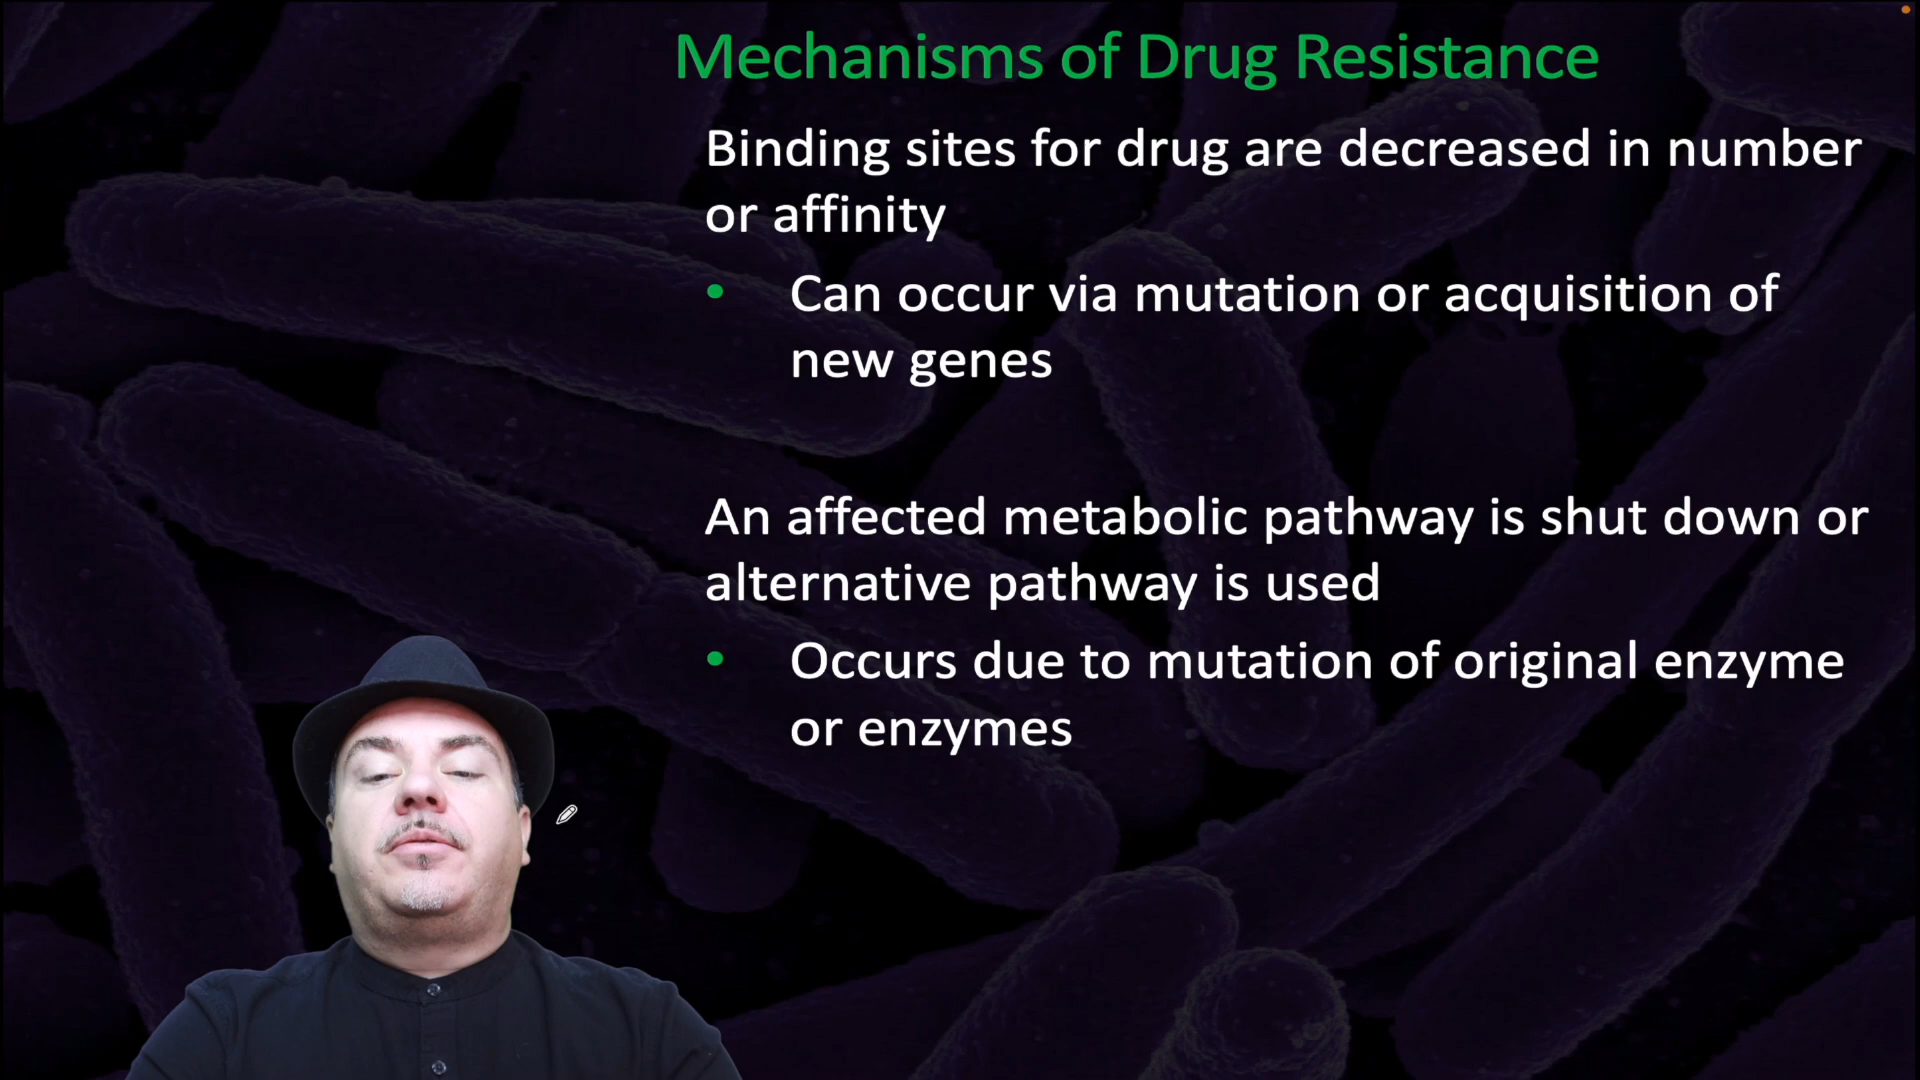 Mechanisms of Drug Resistance
Binding sites for drug are decreased in number
or affinity
• Can occur via mutation or acquisition of
new genes
An affected metabolic pathway is shut down or
alternative pathway is used
• Occurs due to mutation of original enzyme
or enzymes